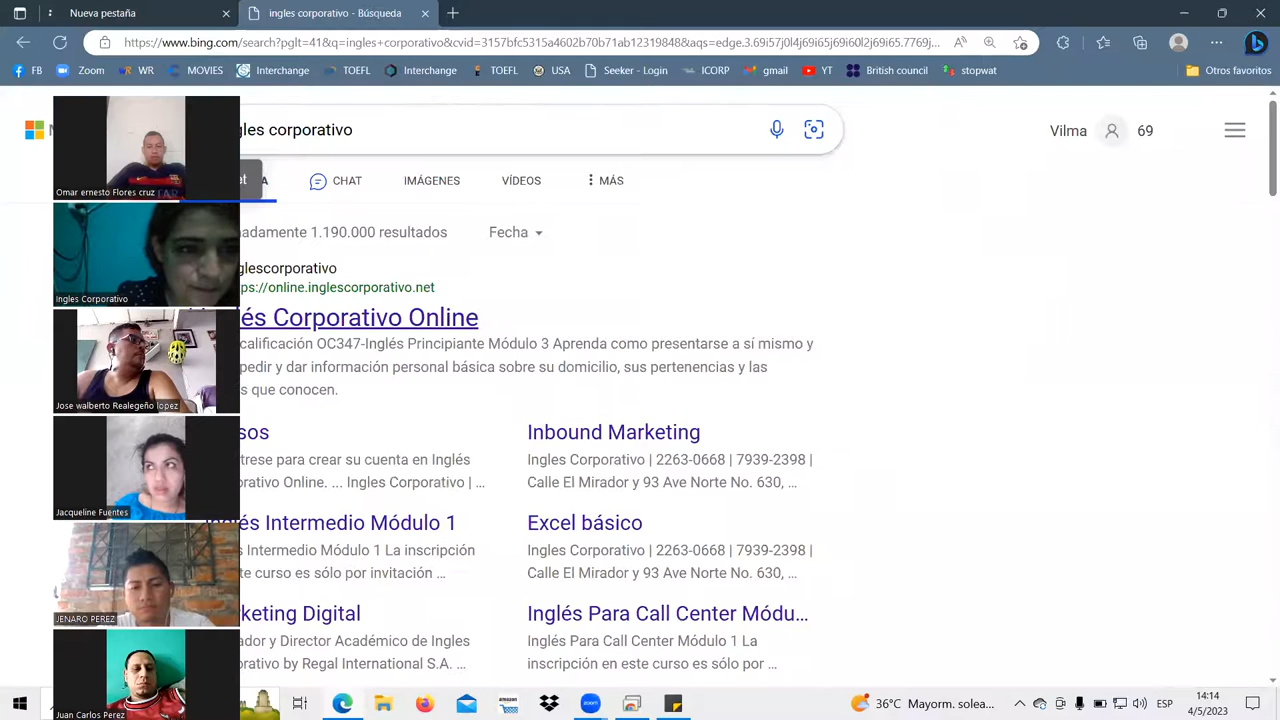 Nueva pestaña
ingles corporativo - Búsqueda
https://www.bing.com/search?pglt=41&q=ingles+corporativo&cvid=3157bfc5315a4602b70b71ab12319848&aqs=edge.3.69i57j0l4j69i65j69i60l2j69i65.7769j...
FB
Zoom
WR
MOVIES
Interchange
TOEFL
Interchange
TOEFL
USA
Seeker - Login
ICORP
gmail
YT
British council
stopwat
Otros favoritos
gles corporativo
Vilma
69
et
A
CHAT
IMÁGENES
VÍDEOS
MÁS
nadamente 1.190.000 resultados
Fecha
glescorporativo
ps://online.inglescorporativo.net
és Corporativo Online
calificación OC347-Inglés Principiante Módulo 3 Aprenda como presentarse a sí mismo y
pedir y dar información personal básica sobre su domicilio, sus pertenencias y las
s que conocen.
sos
trese para crear su cuenta en Inglés
orativo Online. ... Ingles Corporativo | ...
Inbound Marketing
Ingles Corporativo | 2263-0668 | 7939-2398 |
Calle El Mirador y 93 Ave Norte No. 630, ...
és Intermedio Módulo 1
s Intermedio Módulo 1 La inscripción
te curso es sólo por invitación ...
Excel básico
Ingles Corporativo | 2263-0668 | 7939-2398 |
Calle El Mirador y 93 Ave Norte No. 630, ...
keting Digital
ador y Director Académico de Ingles
orativo by Regal International S.A. ...
Inglés Para Call Center Módu...
Inglés Para Call Center Módulo 1 La
inscripción en este curso es sólo por ...
Omar ernesto Flores cruz
Ingles Corporativo
Jose walberto Realegeño lopez
Jacqueline Fuentes
JENARO PEREZ
Juan Carlos Perez
amazon
zoom
36°C Mayorm. solea...
ESP
14:14
4/5/2023